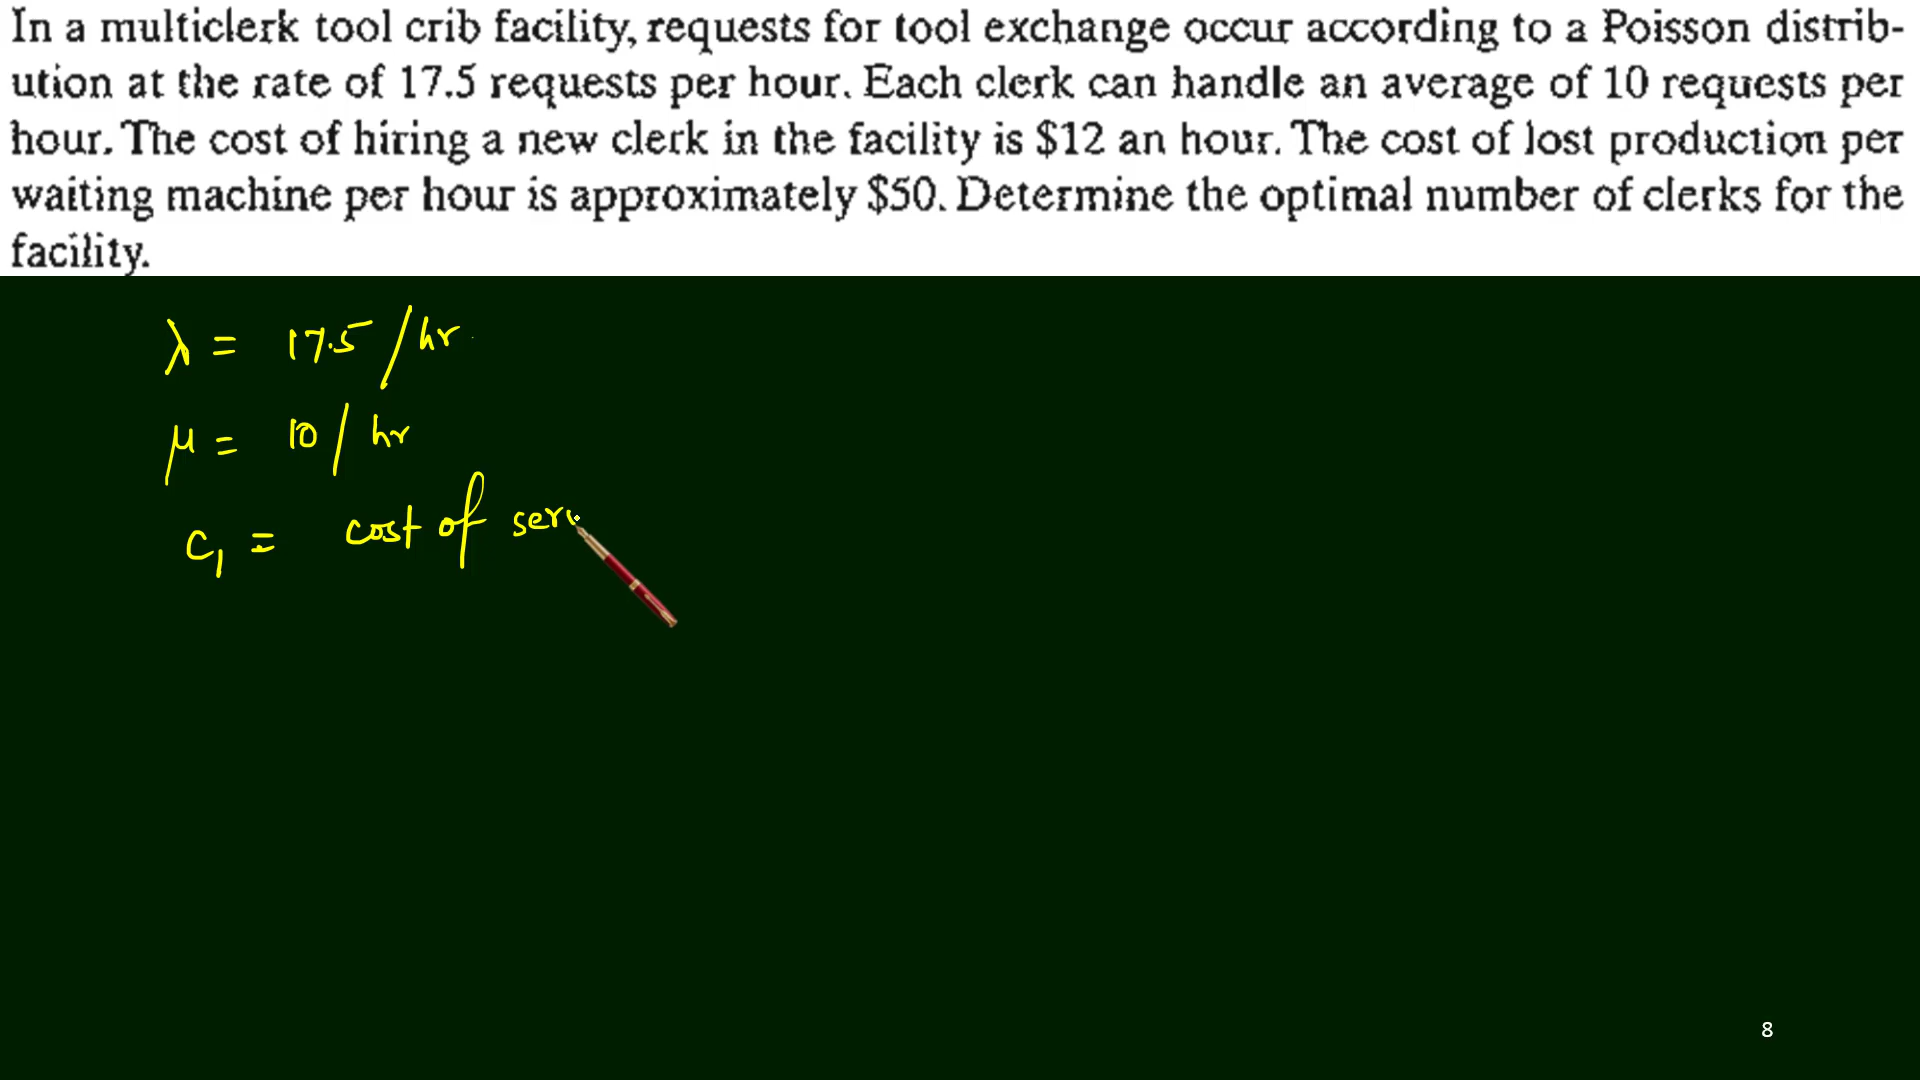 In a multiclerk tool crib facility, requests for tool exchange occur according to a Poisson distrib-
ution at the rate of 17.5 requests per hour. Each clerk can handle an average of 10 requests per
hour. The cost of hiring a new clerk in the facility is $12 an hour. The cost of lost production per
waiting machine per hour is approximately $50. Determine the optimal number of clerks for the
facility.
λ = 17.5 / hr
μ = 10 / hr
c₁ = cost of serv
8